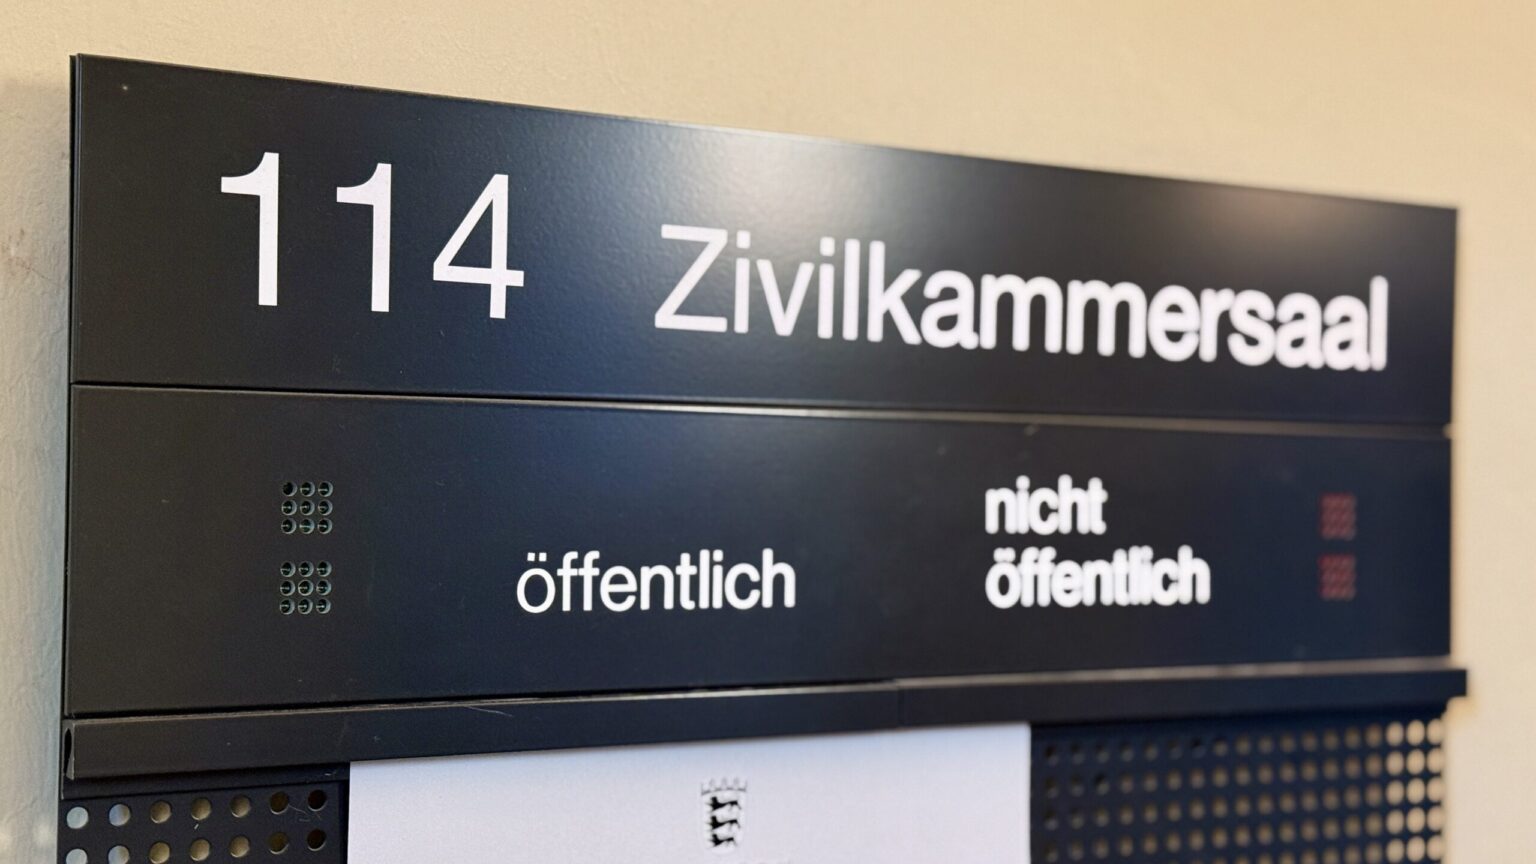 114 Zivilkammersaal
öffentlich
nicht
öffentlich